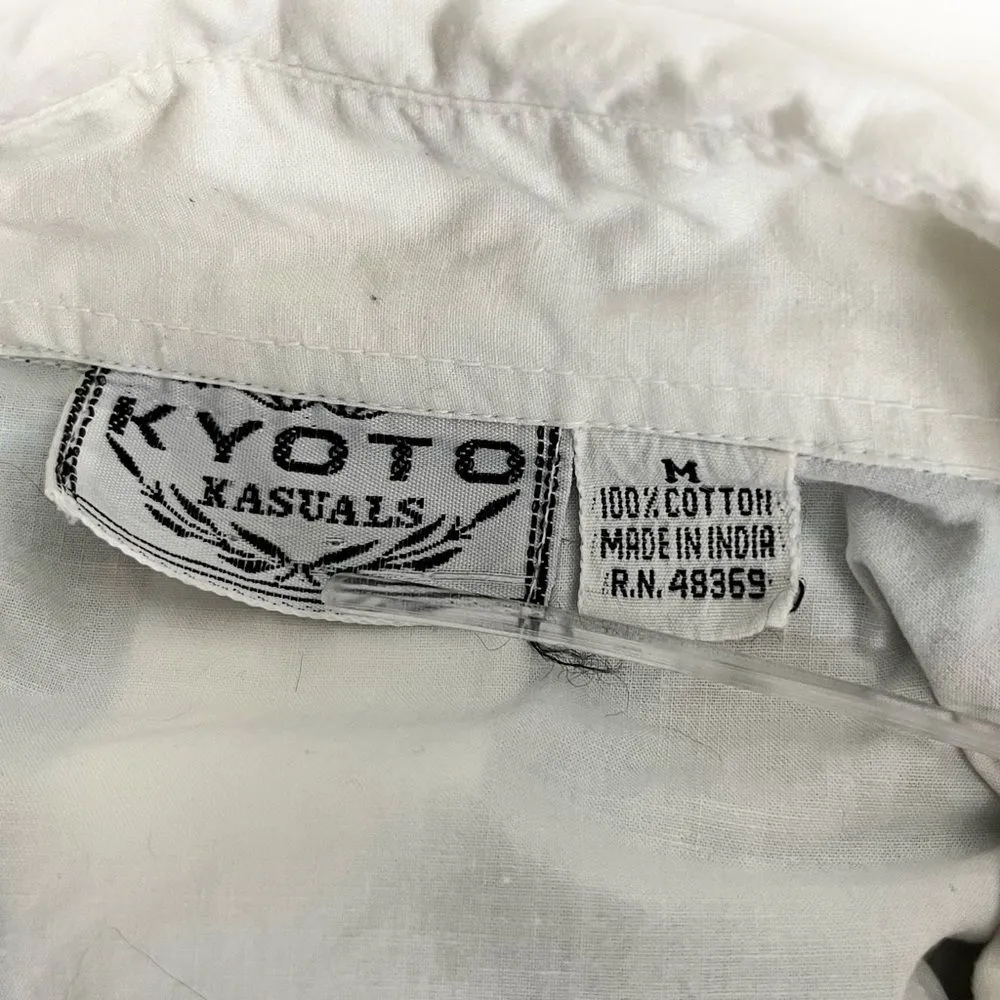 KYOTO
KASUALS
M
100% COTTON
MADE IN INDIA
R.N. 48369